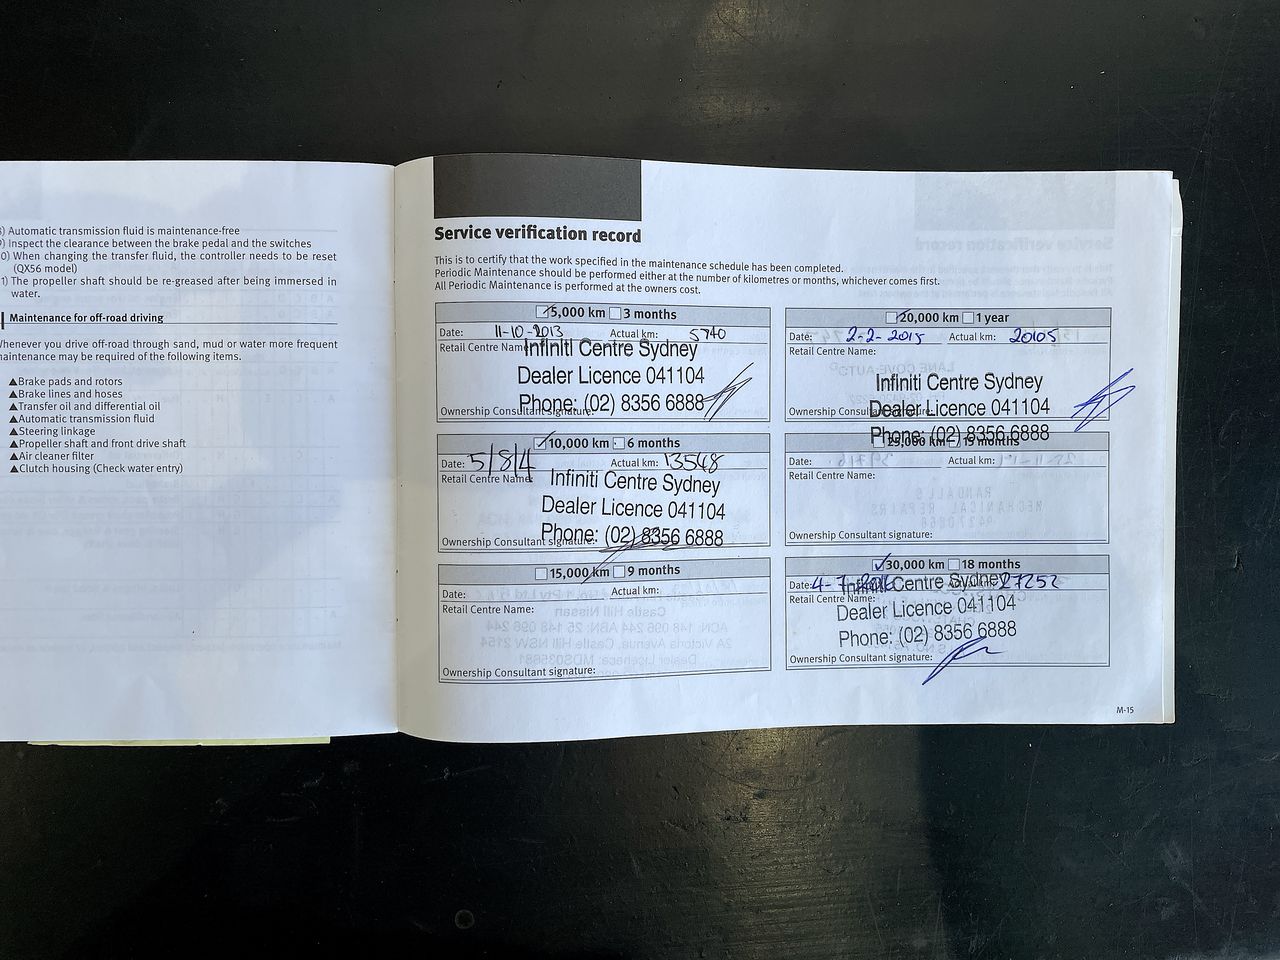 ) Automatic transmission fluid is maintenance-free
) Inspect the clearance between the brake pedal and the switches
0) When changing the transfer fluid, the controller needs to be reset
(QX56 model)
1) The propeller shaft should be re-greased after being immersed in
water.
Maintenance for off-road driving
Whenever you drive off-road through sand, mud or water more frequent
maintenance may be required of the following items.
▲Brake pads and rotors
▲Brake lines and hoses
▲Transfer oil and differential oil
▲Automatic transmission fluid
▲Steering linkage
▲Propeller shaft and front drive shaft
▲Air cleaner filter
▲Clutch housing (Check water entry)
Service verification record
This is to certify that the work specified in the maintenance schedule has been completed.
Periodic Maintenance should be performed either at the number of kilometres or months, whichever comes first.
All Periodic Maintenance is performed at the owners cost.
5,000 km 3 months
Date: 11-10-2013 Actual km: 5740
Retail Centre Name:
Infiniti Centre Sydney
Dealer Licence 041104
Phone: (02) 8356 6888
Ownership Consultant signature:
10,000 km 6 months
Date: 5/8/4 Actual km: 13548
Retail Centre Name:
Infiniti Centre Sydney
Dealer Licence 041104
Phone: (02) 8356 6888
Ownership Consultant signature:
15,000 km 9 months
Date: Actual km:
Retail Centre Name:
Ownership Consultant signature:
20,000 km 1 year
Date: 2-2-2015 Actual km: 20105
Retail Centre Name:
Infiniti Centre Sydney
Dealer Licence 041104
Ownership Consultant signature:
Phone: (02) 8356 6888
25,000 km 15 months
Date: Actual km:
Retail Centre Name:
Ownership Consultant signature:
30,000 km 18 months
Date: 4-7-2016 Actual km: 27252
Infiniti Centre Sydney
Retail Centre Name:
Dealer Licence 041104
Phone: (02) 8356 6888
Ownership Consultant signature:
M-15